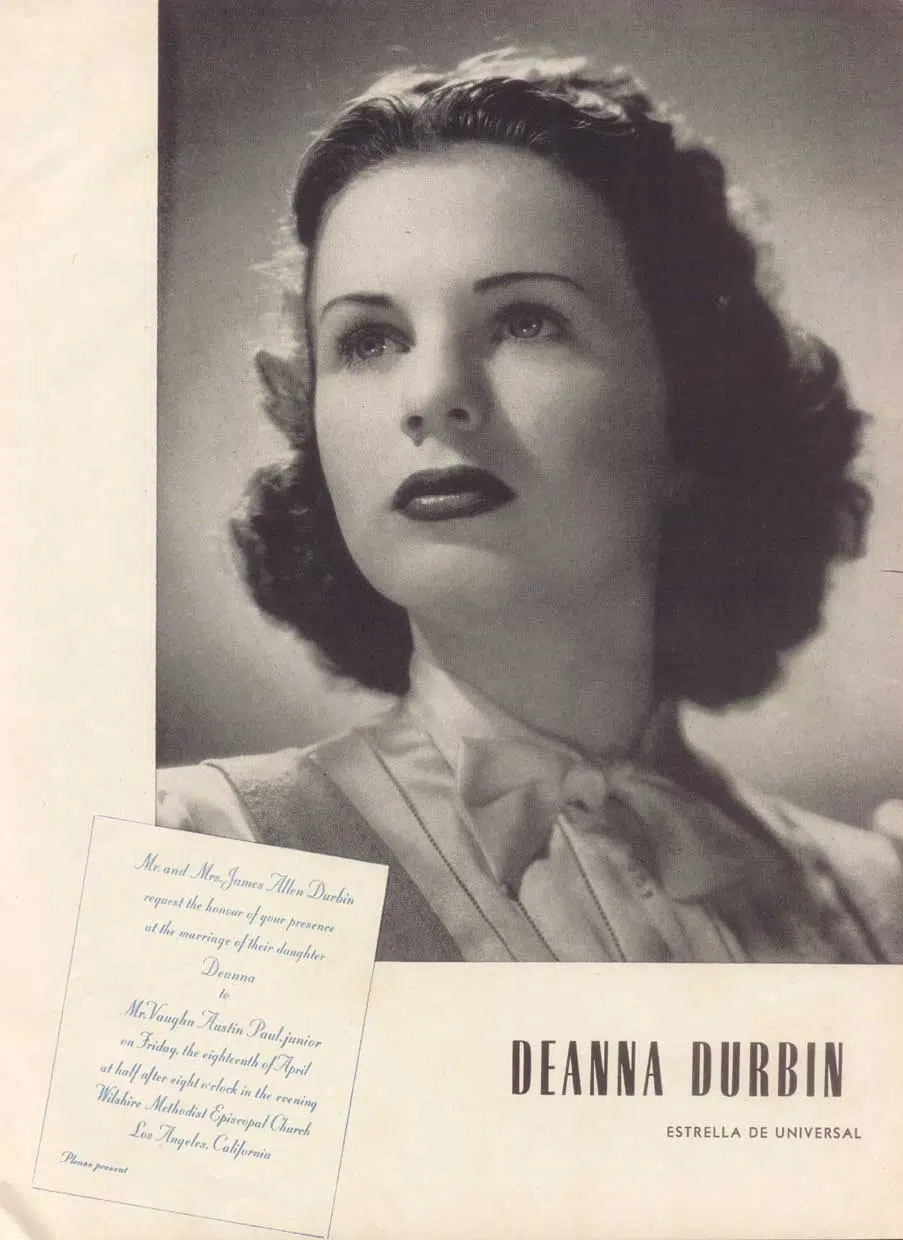 Mr. and Mrs. James Allen Durbin
request the honour of your presence
at the marriage of their daughter
Deanna
to
Mr. Vaughn Austin Paul, junior
on Friday, the eighteenth of April
at half after eight o'clock in the evening
Wilshire Methodist Episcopal Church
Los Angeles, California
Please present
DEANNA DURBIN
ESTRELLA DE UNIVERSAL